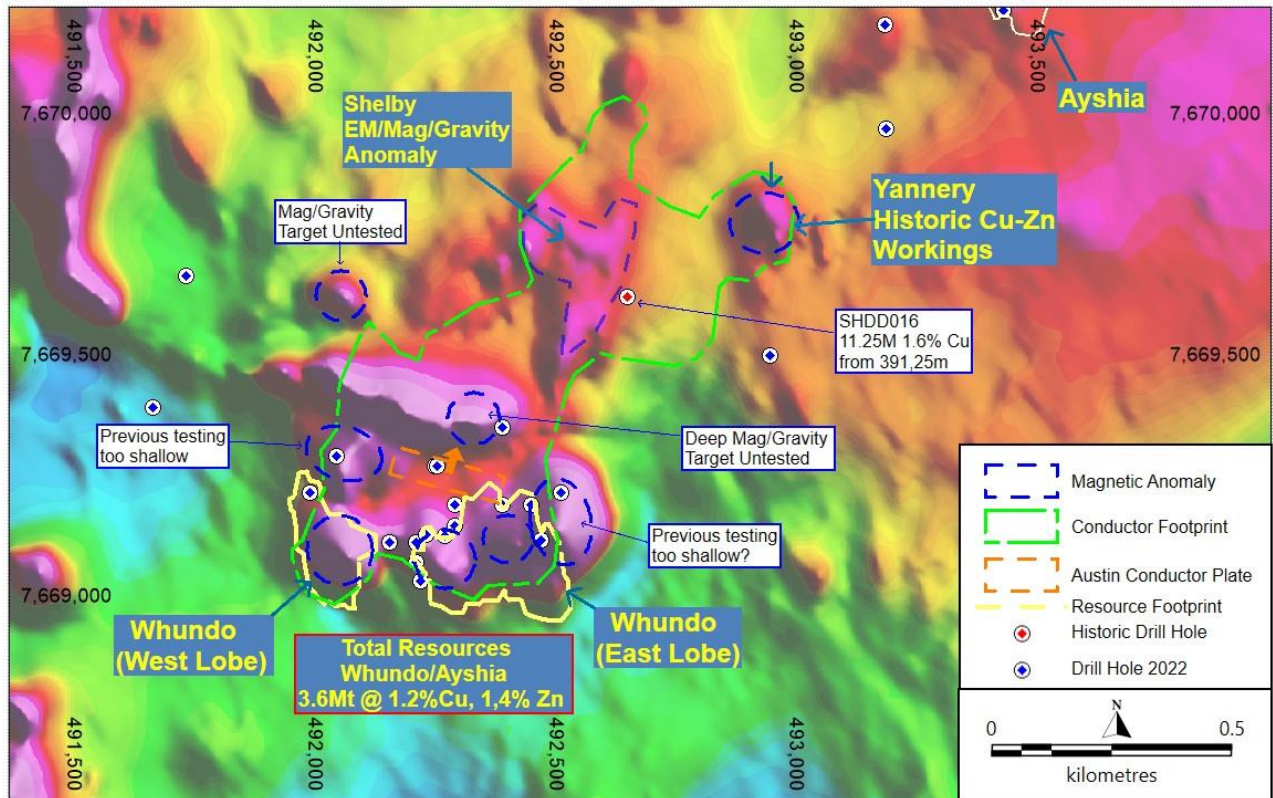 491,500
492,000
492,500
493,000
493,500
Ayshia
7,670,000
7,670,000
Shelby
EM/Mag/Gravity
Anomaly
Yannery
Historic Cu-Zn
Workings
Mag/Gravity
Target Untested
SHDD016
11.25M 1.6% Cu
from 391,25m
7,669,500
7,669,500
Previous testing
too shallow
Deep Mag/Gravity
Target Untested
Previous testing
too shallow?
7,669,000
Whundo
(West Lobe)
Whundo
(East Lobe)
Total Resources
Whundo/Ayshia
3.6Mt @ 1.2%Cu, 1,4% Zn
Magnetic Anomaly
Conductor Footprint
Austin Conductor Plate
Resource Footprint
Historic Drill Hole
Drill Hole 2022
N
0
0.5
kilometres
491,500
492,000
492,500
493,000